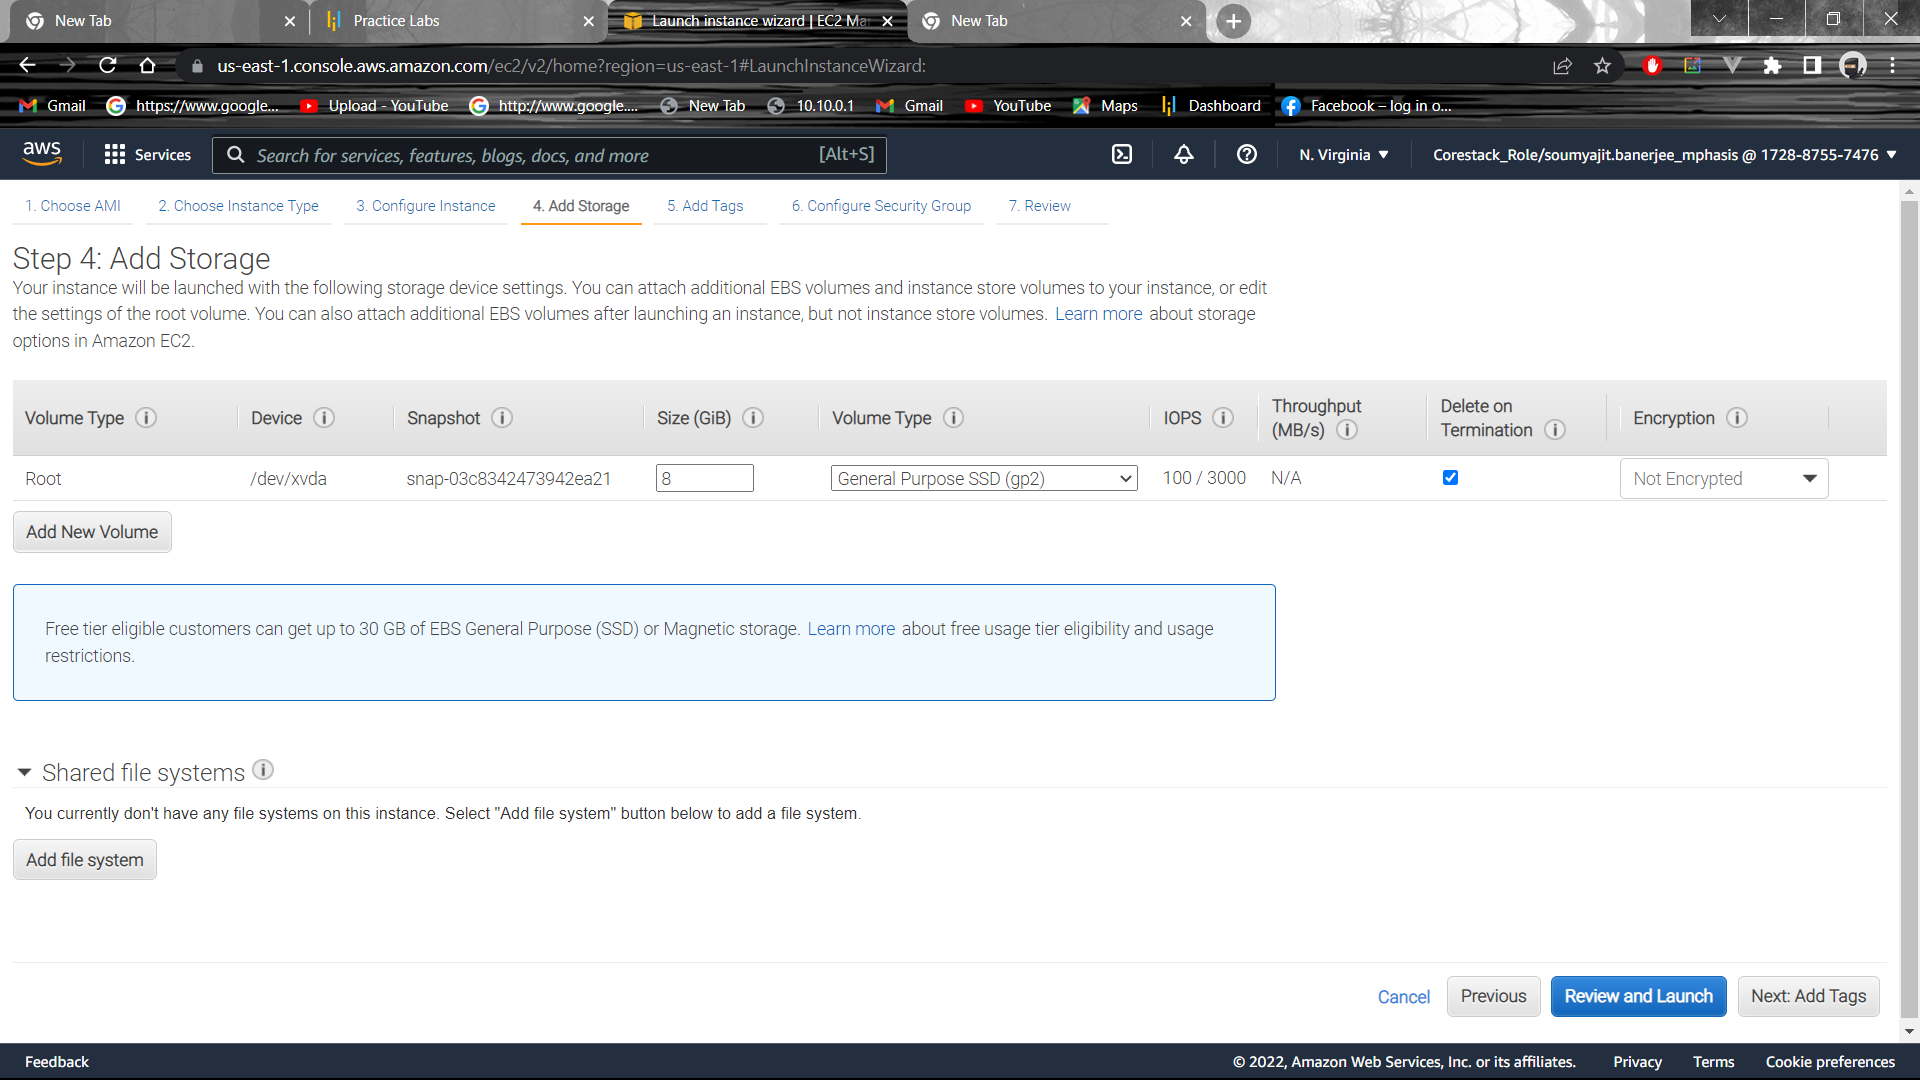 New Tab
Practice Labs
Launch instance wizard | EC2 Ma
New Tab
us-east-1.console.aws.amazon.com/ec2/v2/home?region=us-east-1#LaunchInstanceWizard:
Gmail https://www.google... Upload - YouTube http://www.google.... New Tab 10.10.0.1 Gmail YouTube Maps Dashboard Facebook – log in o...
aws Services Search for services, features, blogs, docs, and more [Alt+S] N. Virginia Corestack_Role/soumyajit.banerjee_mphasis @ 1728-8755-7476
1. Choose AMI 2. Choose Instance Type 3. Configure Instance 4. Add Storage 5. Add Tags 6. Configure Security Group 7. Review
Step 4: Add Storage
Your instance will be launched with the following storage device settings. You can attach additional EBS volumes and instance store volumes to your instance, or edit
the settings of the root volume. You can also attach additional EBS volumes after launching an instance, but not instance store volumes. Learn more about storage
options in Amazon EC2.
Volume Type Device Snapshot Size (GiB) Volume Type IOPS Throughput (MB/s) Delete on Termination Encryption
Root /dev/xvda snap-03c8342473942ea21 8 General Purpose SSD (gp2) 100 / 3000 N/A Not Encrypted
Add New Volume
Free tier eligible customers can get up to 30 GB of EBS General Purpose (SSD) or Magnetic storage. Learn more about free usage tier eligibility and usage
restrictions.
Shared file systems
You currently don't have any file systems on this instance. Select "Add file system" button below to add a file system.
Add file system
Cancel Previous Review and Launch Next: Add Tags
Feedback © 2022, Amazon Web Services, Inc. or its affiliates. Privacy Terms Cookie preferences